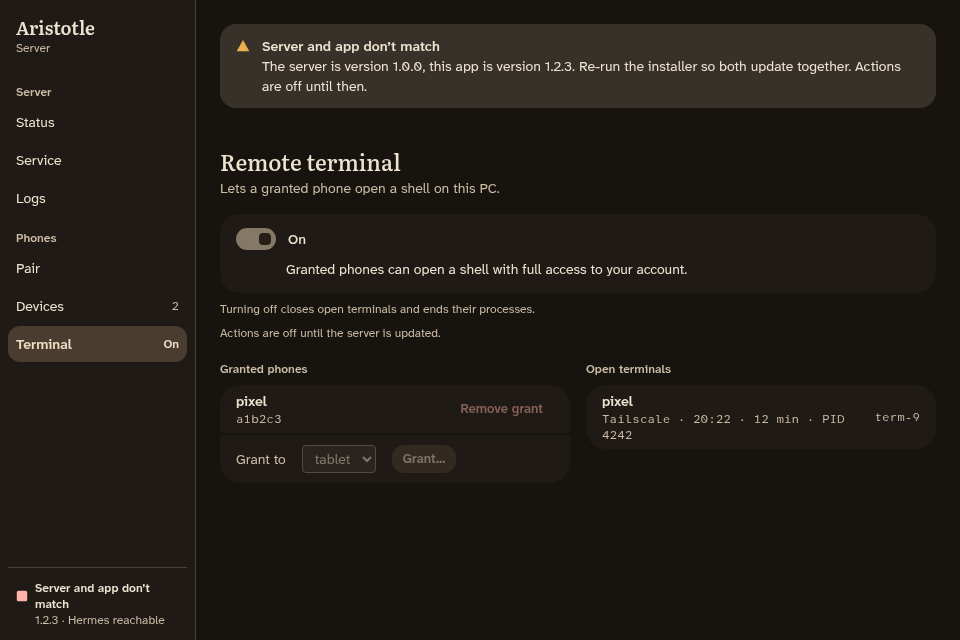 Aristotle
Server
Server
Status
Service
Logs
Phones
Pair
Devices 2
Terminal On
Server and app don't
match
1.2.3 · Hermes reachable
Server and app don't match
The server is version 1.0.0, this app is version 1.2.3. Re-run the installer so both update together. Actions
are off until then.
Remote terminal
Lets a granted phone open a shell on this PC.
On
Granted phones can open a shell with full access to your account.
Turning off closes open terminals and ends their processes.
Actions are off until the server is updated.
Granted phones
pixel
a1b2c3
Remove grant
Grant to tablet Grant…
Open terminals
pixel
Tailscale · 20:22 · 12 min · PID
4242
term-9